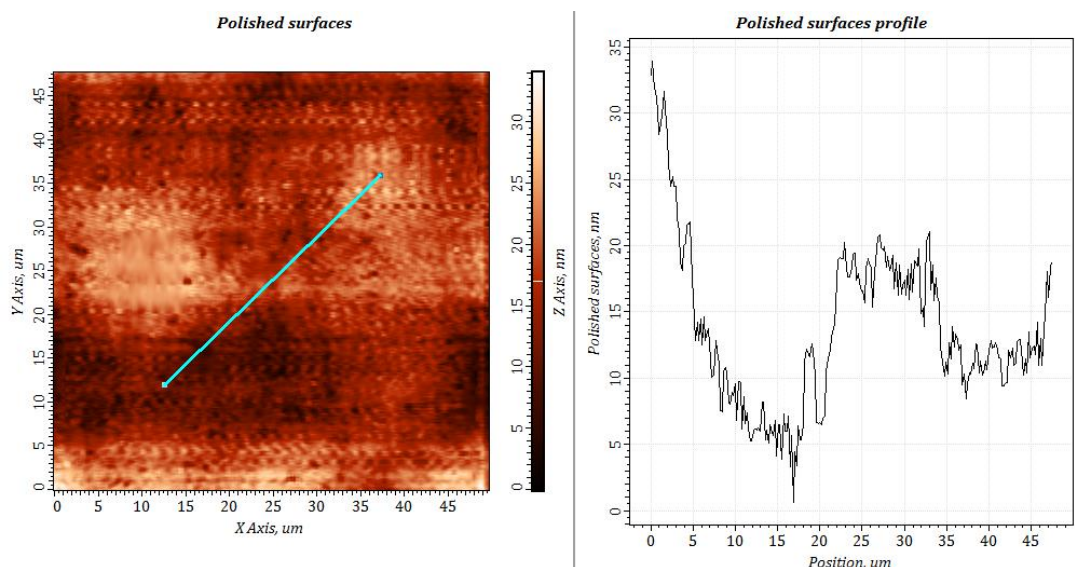 Polished surfaces
Y Axis, um
45
40
35
30
25
20
15
10
5
0
0 5 10 12 20 25 30 35 40 45
X Axis, um
30
25
20
15
10
5
0
Z Axis, nm
Polished surfaces profile
Polished surfaces, nm
35
30
25
20
15
10
5
0
0 5 10 15 20 25 30 35 40 45
Position, um